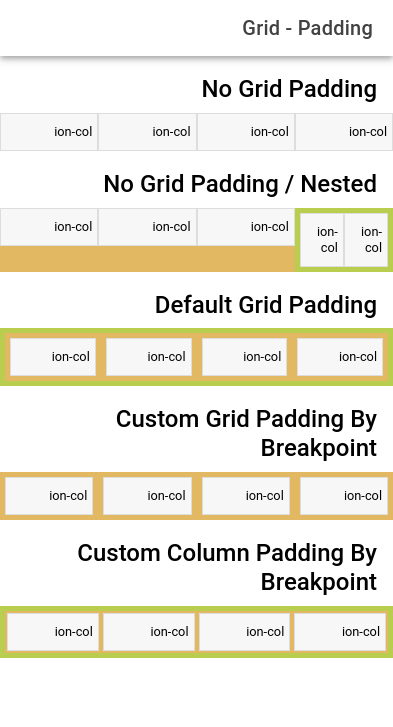 Grid - Padding
No Grid Padding
ion-col ion-col ion-col ion-col
No Grid Padding / Nested
ion-col ion-col ion-col ion- ion-
col col
Default Grid Padding
ion-col ion-col ion-col ion-col
Custom Grid Padding By
Breakpoint
ion-col ion-col ion-col ion-col
Custom Column Padding By
Breakpoint
ion-col ion-col ion-col ion-col